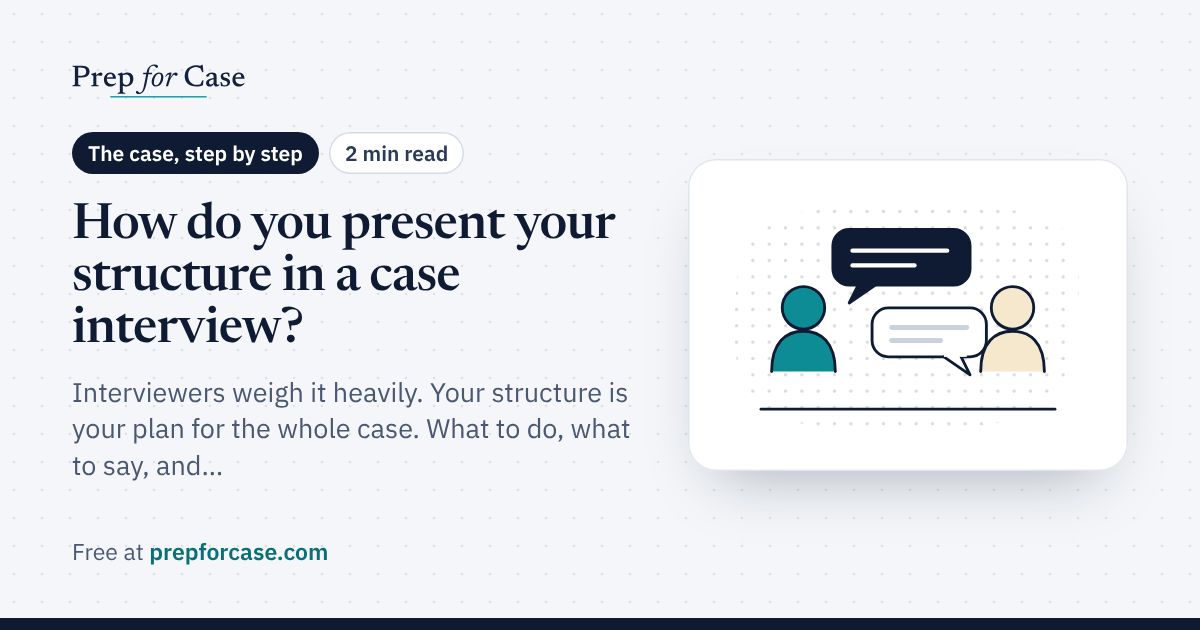 Prep for Case
The case, step by step
2 min read
How do you present your
structure in a case
interview?
Interviewers weigh it heavily. Your structure is
your plan for the whole case. What to do, what
to say, and...
Free at prepforcase.com